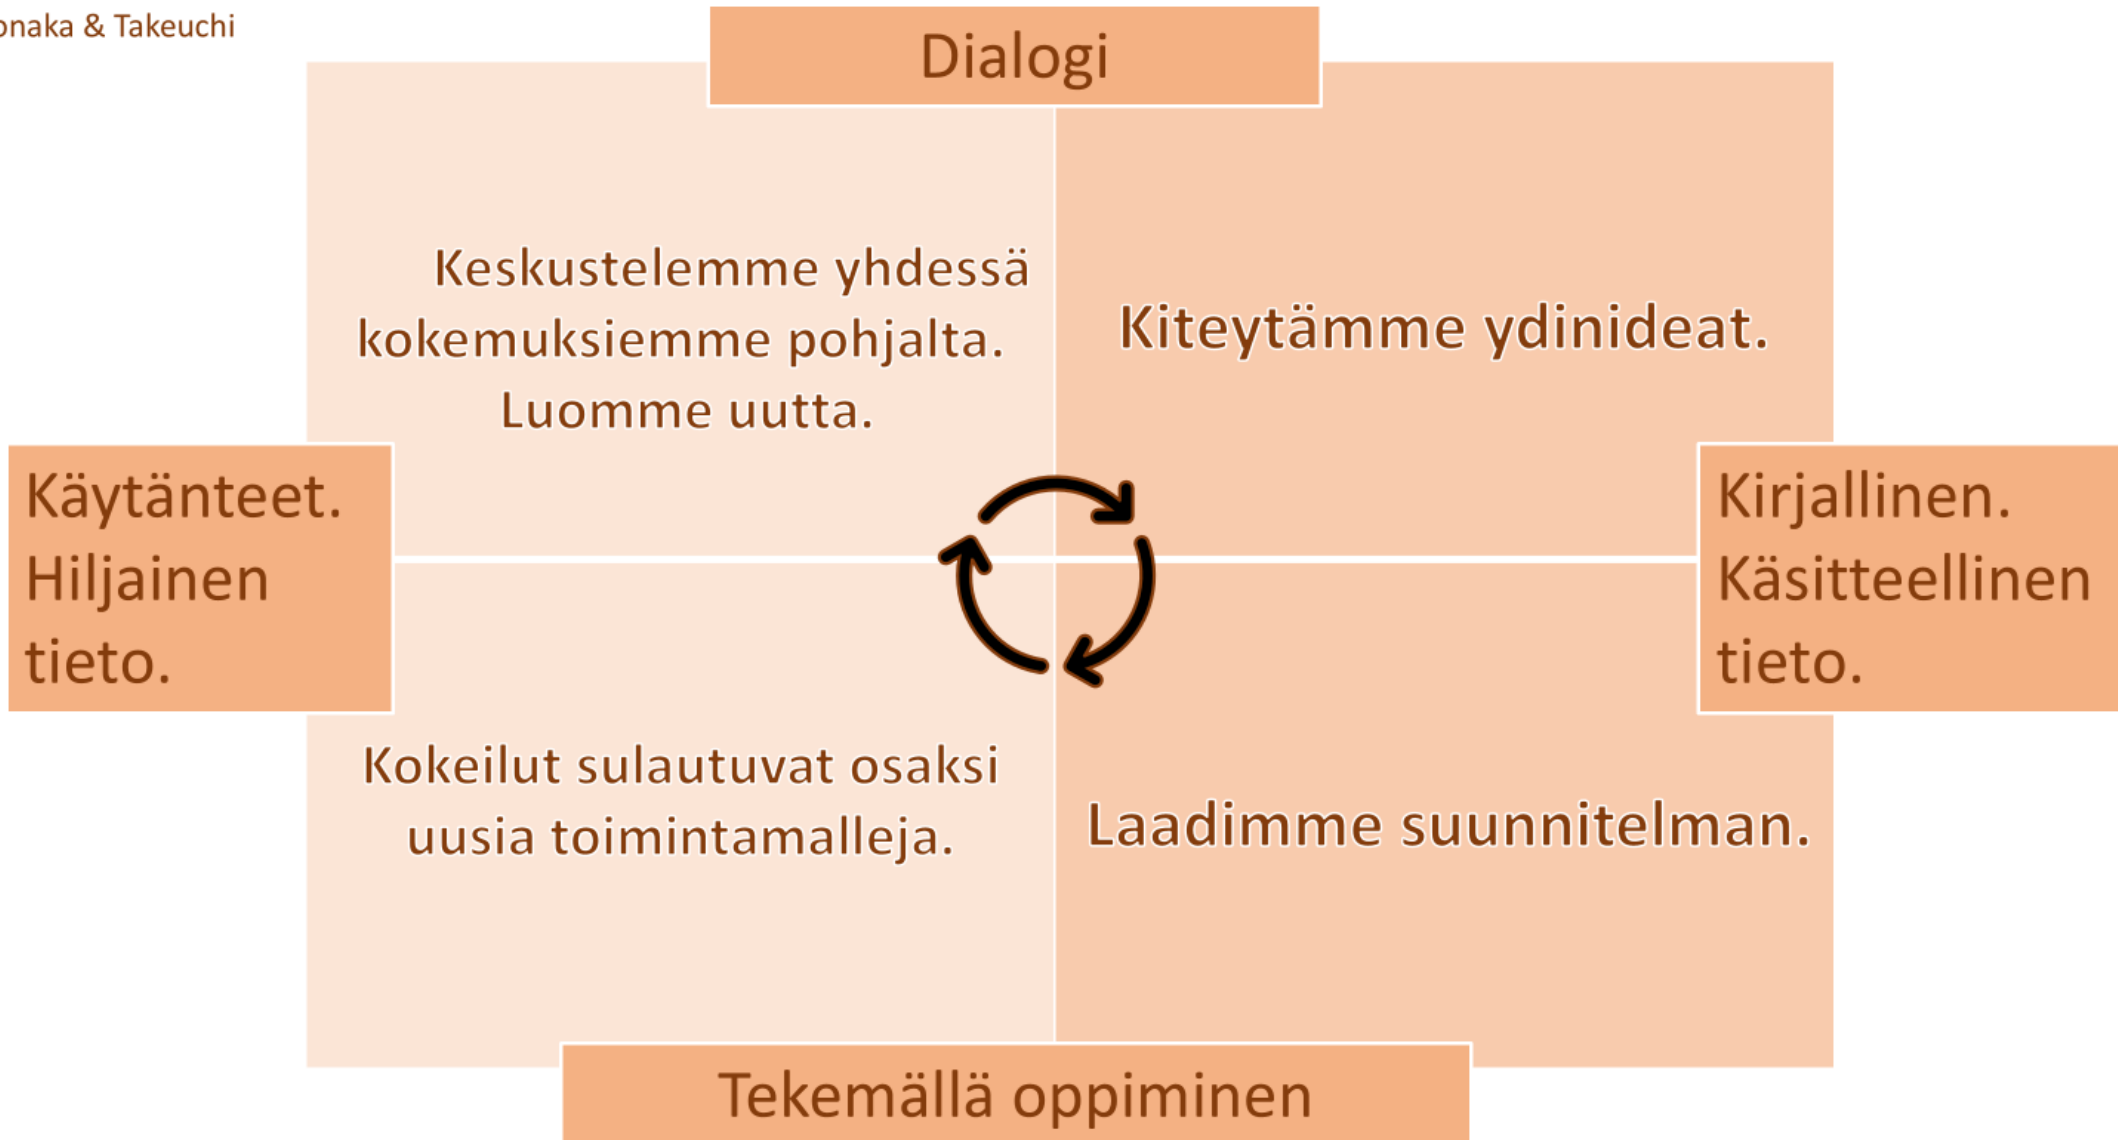 onaka & Takeuchi
Dialogi
Keskustelemme yhdessä
kokemuksiemme pohjalta.
Luomme uutta.
Kiteytämme ydinideat.
Käytänteet.
Hiljainen
tieto.
Kirjallinen.
Käsitteellinen
tieto.
Kokeilut sulautuvat osaksi
uusia toimintamalleja.
Laadimme suunnitelman.
Tekemällä oppiminen